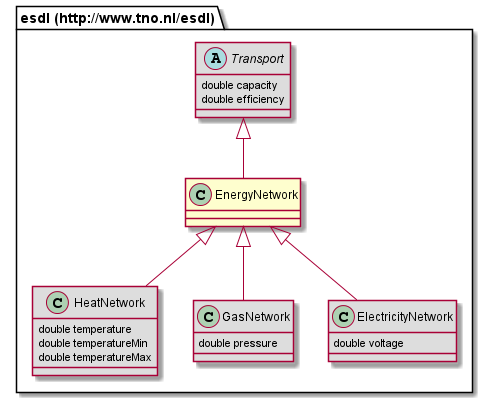 esdl (http://www.tno.nl/esdl)
A Transport
double capacity
double efficiency
C EnergyNetwork
C HeatNetwork
double temperature
double temperatureMin
double temperatureMax
C GasNetwork
double pressure
C ElectricityNetwork
double voltage